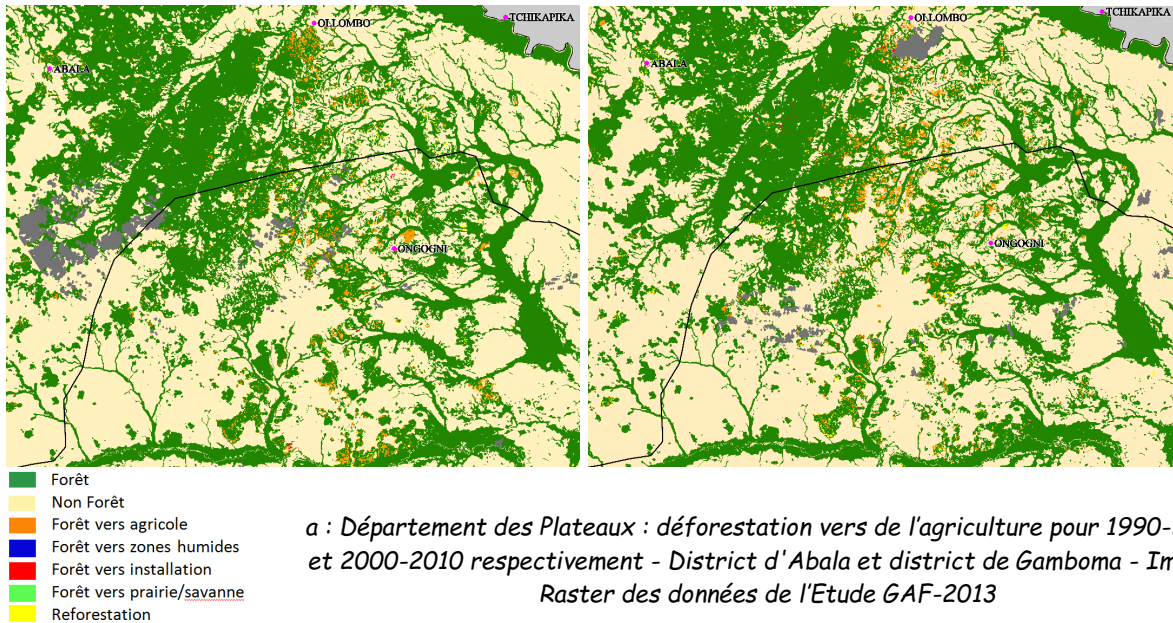 OLLOMBO
TCHIKAPIKA
ABALA
ONGOGNI
OLLOMBO
TCHIKAPIKA
ABALA
ONGOGNI
Forêt
Non Forêt
Forêt vers agricole
Forêt vers zones humides
Forêt vers installation
Forêt vers prairie/savanne
Reforestation
a : Département des Plateaux : déforestation vers de l'agriculture pour 1990-
et 2000-2010 respectivement - District d'Abala et district de Gamboma - Im
Raster des données de l'Etude GAF-2013